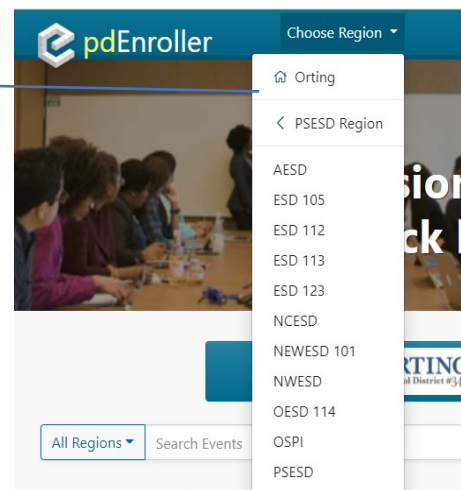 pdEnroller
Choose Region
Orting
PSESD Region
AESD
ESD 105
ESD 112
ESD 113
ESD 123
NCESD
NEWESD 101
NWESD
OESD 114
OSPI
PSESD
All Regions
Search Events